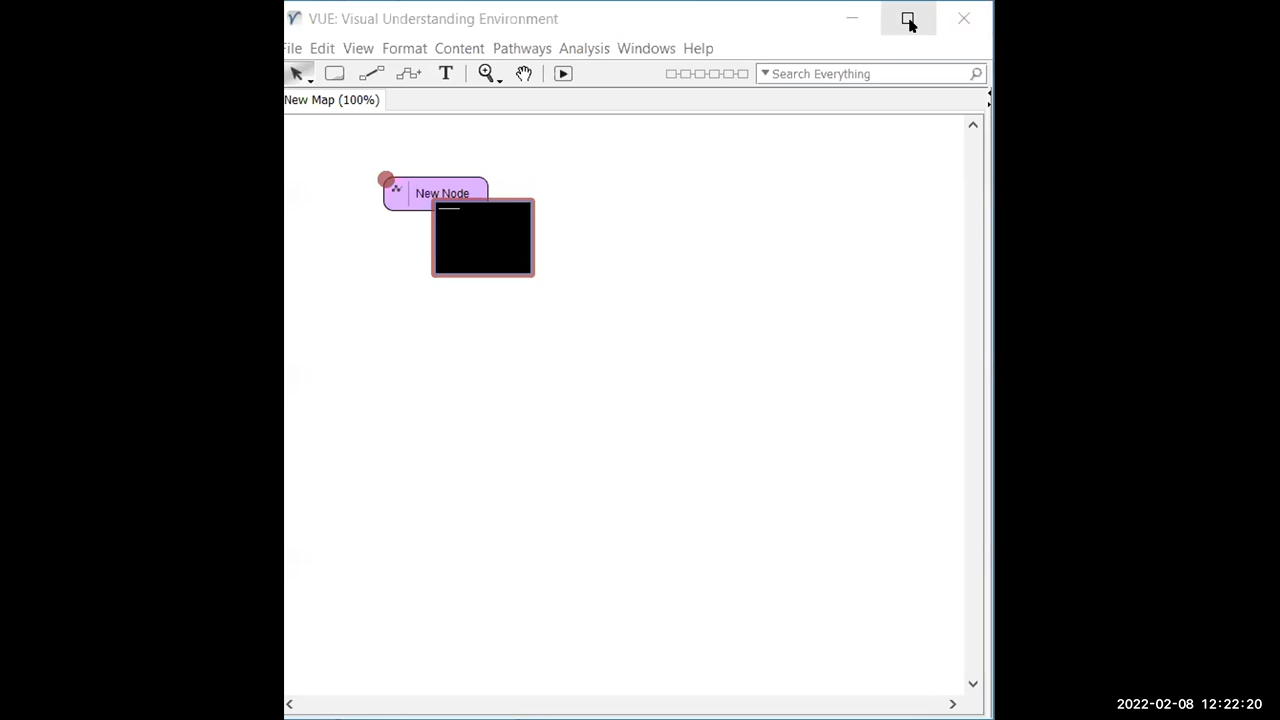 VUE: Visual Understanding Environment
File Edit View Format Content Pathways Analysis Windows Help
T Search Everything
New Map (100%)
New Node
2022-02-08 12:22:20